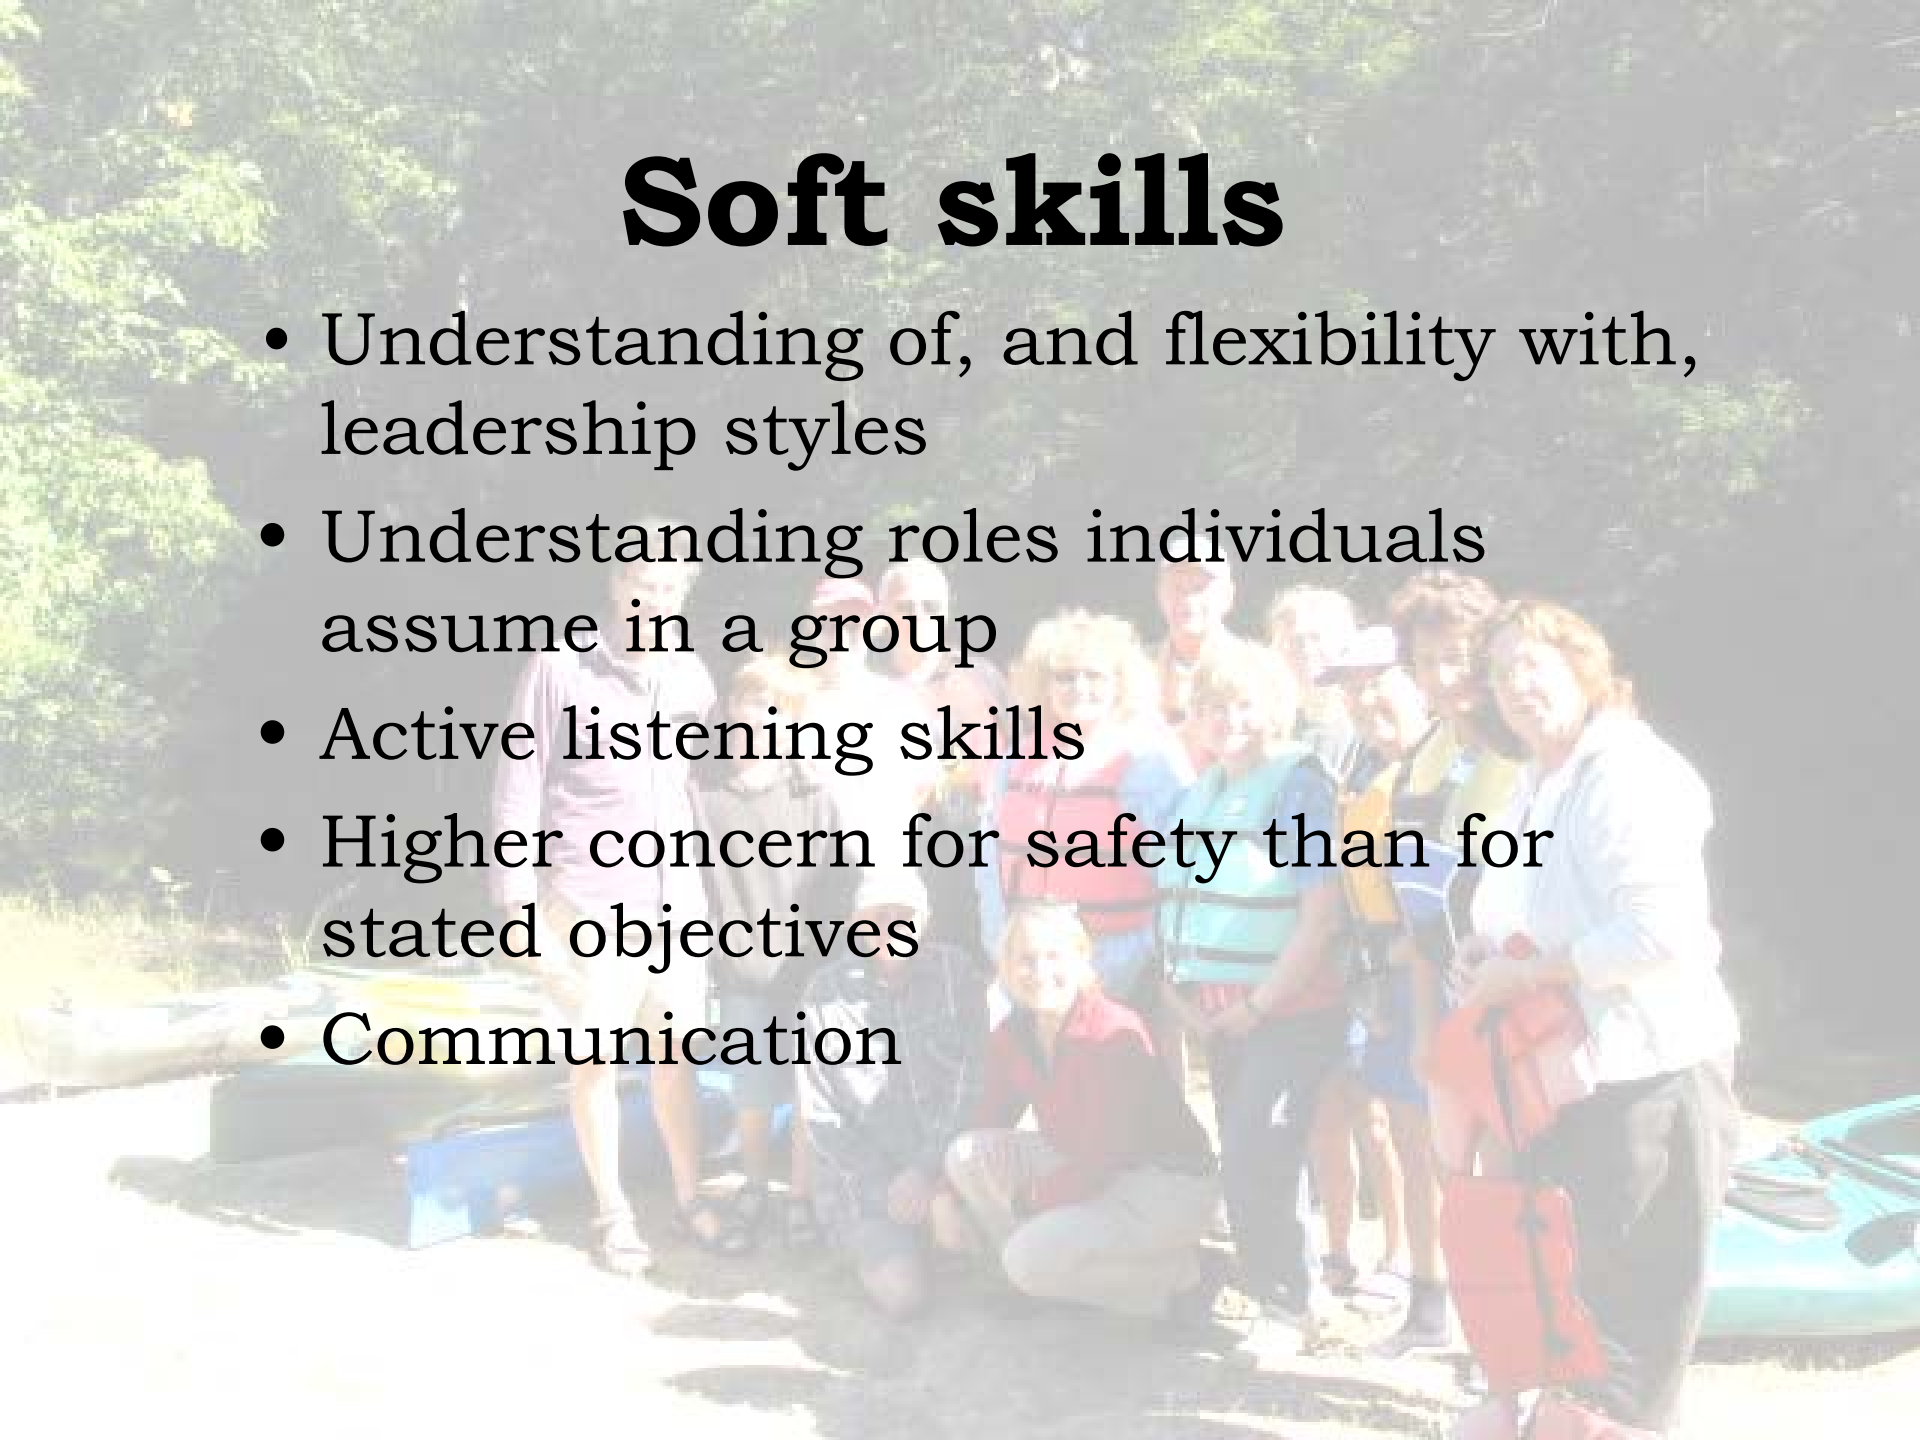 Soft skills
• Understanding of, and flexibility with,
leadership styles
• Understanding roles individuals
assume in a group
• Active listening skills
• Higher concern for safety than for
stated objectives
• Communication